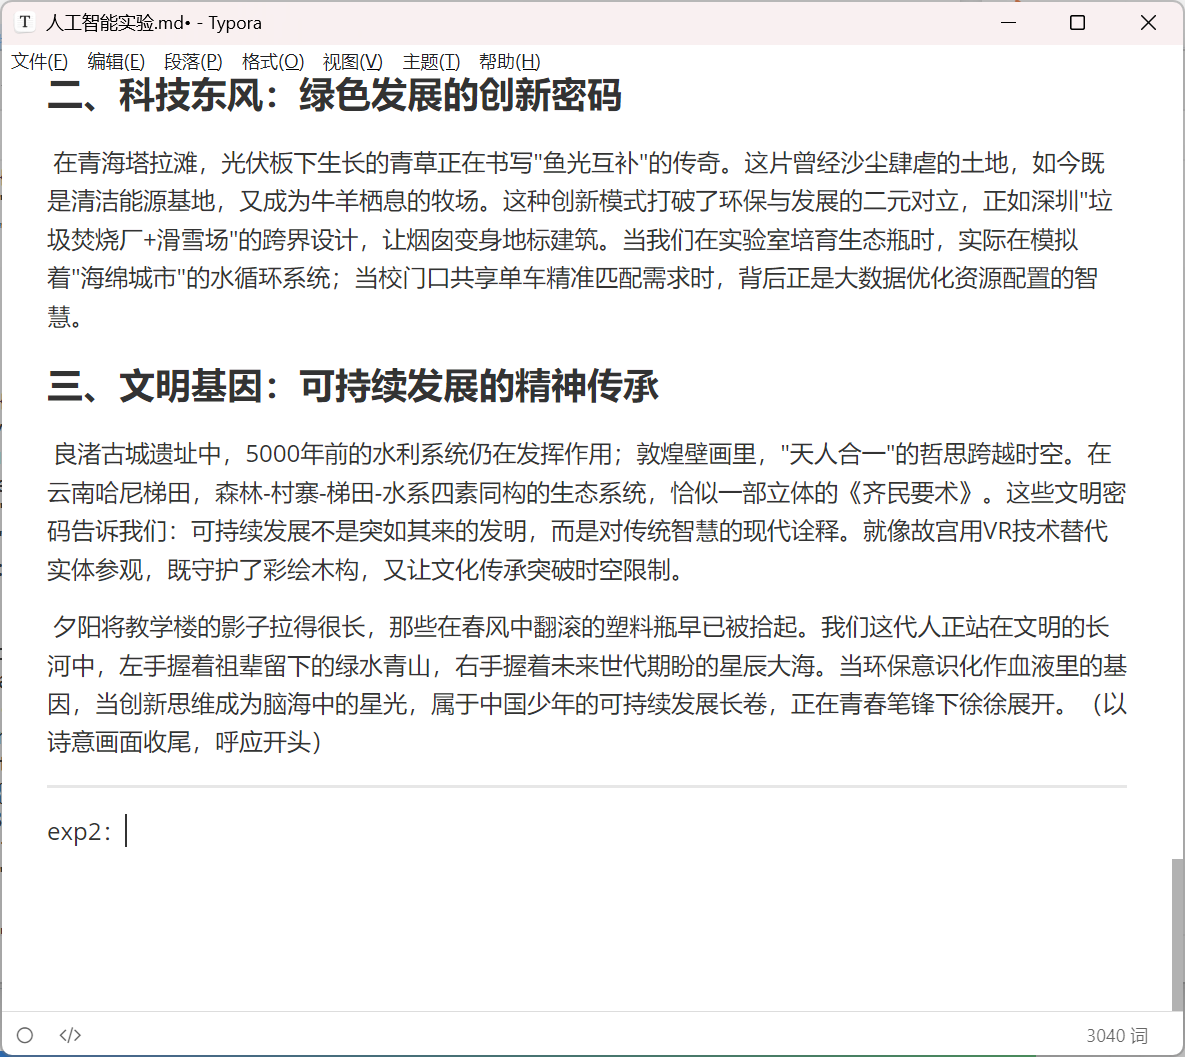 人工智能实验.md• - Typora
文件(F) 编辑(E) 段落(P) 格式(O) 视图(V) 主题(T) 帮助(H)
二、科技东风：绿色发展的创新密码
在青海塔拉滩，光伏板下生长的青草正在书写"鱼光互补"的传奇。这片曾经沙尘肆虐的土地，如今既
是清洁能源基地，又成为牛羊栖息的牧场。这种创新模式打破了环保与发展的二元对立，正如深圳"垃
圾焚烧厂+滑雪场"的跨界设计，让烟囱变身地标建筑。当我们在实验室培育生态瓶时，实际在模拟
着"海绵城市"的水循环系统；当校门口共享单车精准匹配需求时，背后正是大数据优化资源配置的智
慧。
三、文明基因：可持续发展的精神传承
良渚古城遗址中，5000年前的水利系统仍在发挥作用；敦煌壁画里，"天人合一"的哲思跨越时空。在
云南哈尼梯田，森林-村寨-梯田-水系四素同构的生态系统，恰似一部立体的《齐民要术》。这些文明密
码告诉我们：可持续发展不是突如其来的发明，而是对传统智慧的现代诠释。就像故宫用VR技术替代
实体参观，既守护了彩绘木构，又让文化传承突破时空限制。
夕阳将教学楼的影子拉得很长，那些在春风中翻滚的塑料瓶早已被拾起。我们这代人正站在文明的长
河中，左手握着祖辈留下的绿水青山，右手握着未来世代期盼的星辰大海。当环保意识化作血液里的基
因，当创新思维成为脑海中的星光，属于中国少年的可持续发展长卷，正在青春笔锋下徐徐展开。（以
诗意画面收尾，呼应开头）
exp2：
3040 词